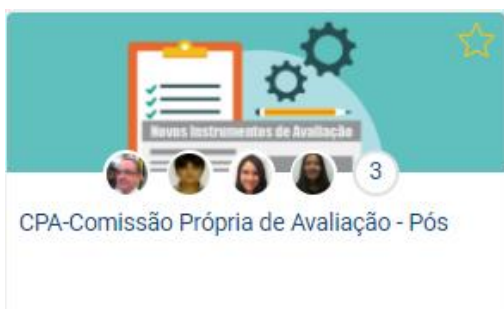 Novos Instrumentos de Avaliação
3
CPA-Comissão Própria de Avaliação - Pós